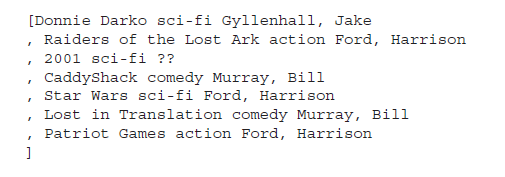 [Donnie Darko sci-fi Gyllenhall, Jake
, Raiders of the Lost Ark action Ford, Harrison
, 2001 sci-fi ??
, CaddyShack comedy Murray, Bill
, Star Wars sci-fi Ford, Harrison
, Lost in Translation comedy Murray, Bill
, Patriot Games action Ford, Harrison
]